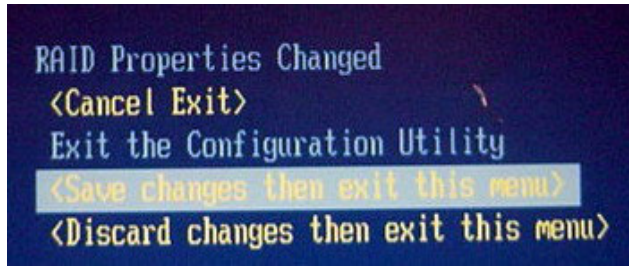 RAID Properties Changed
<Cancel Exit>
Exit the Configuration Utility
<Save changes then exit this menu>
<Discard changes then exit this menu>